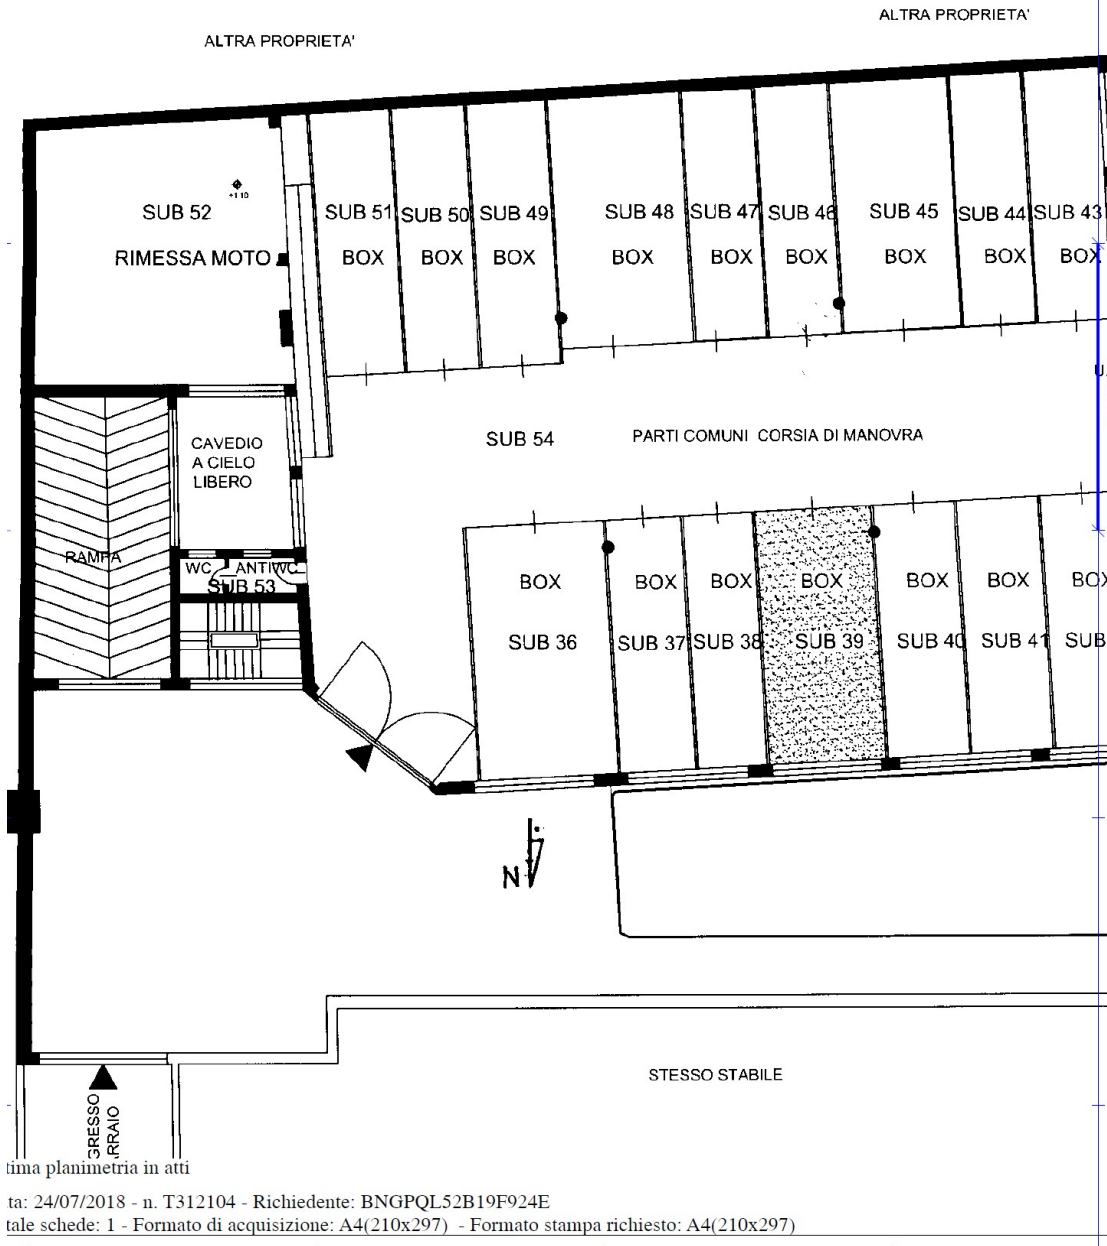 ALTRA PROPRIETA'
ALTRA PROPRIETA'
+1.10
SUB 52
RIMESSA MOTO
SUB 51
BOX
SUB 50
BOX
SUB 49
BOX
SUB 48
BOX
SUB 47
BOX
SUB 46
BOX
SUB 45
BOX
SUB 44
BOX
SUB 43
BOX
U.
CAVEDIO
A CIELO
LIBERO
SUB 54
PARTI COMUNI CORSIA DI MANOVRA
RAMPA
WC
ANTIWC
SUB 53
BOX
SUB 36
BOX
SUB 37
BOX
SUB 38
BOX
SUB 39
BOX
SUB 40
BOX
SUB 41
BOX
SUB
N
STESSO STABILE
GRESSO
RRAIO
tima planimetria in atti
ta: 24/07/2018 - n. T312104 - Richiedente: BNGPQL52B19F924E
tale schede: 1 - Formato di acquisizione: A4(210x297) - Formato stampa richiesto: A4(210x297)